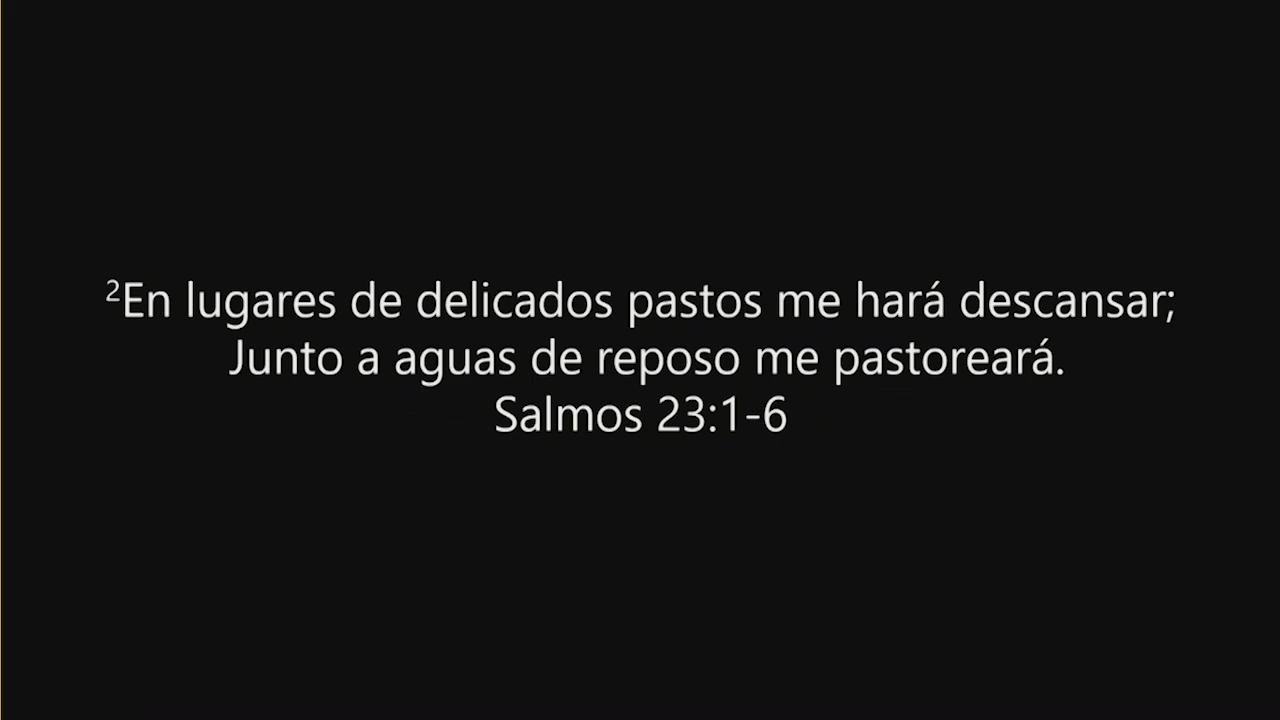 ²En lugares de delicados pastos me hará descansar;
Junto a aguas de reposo me pastoreará.
Salmos 23:1-6